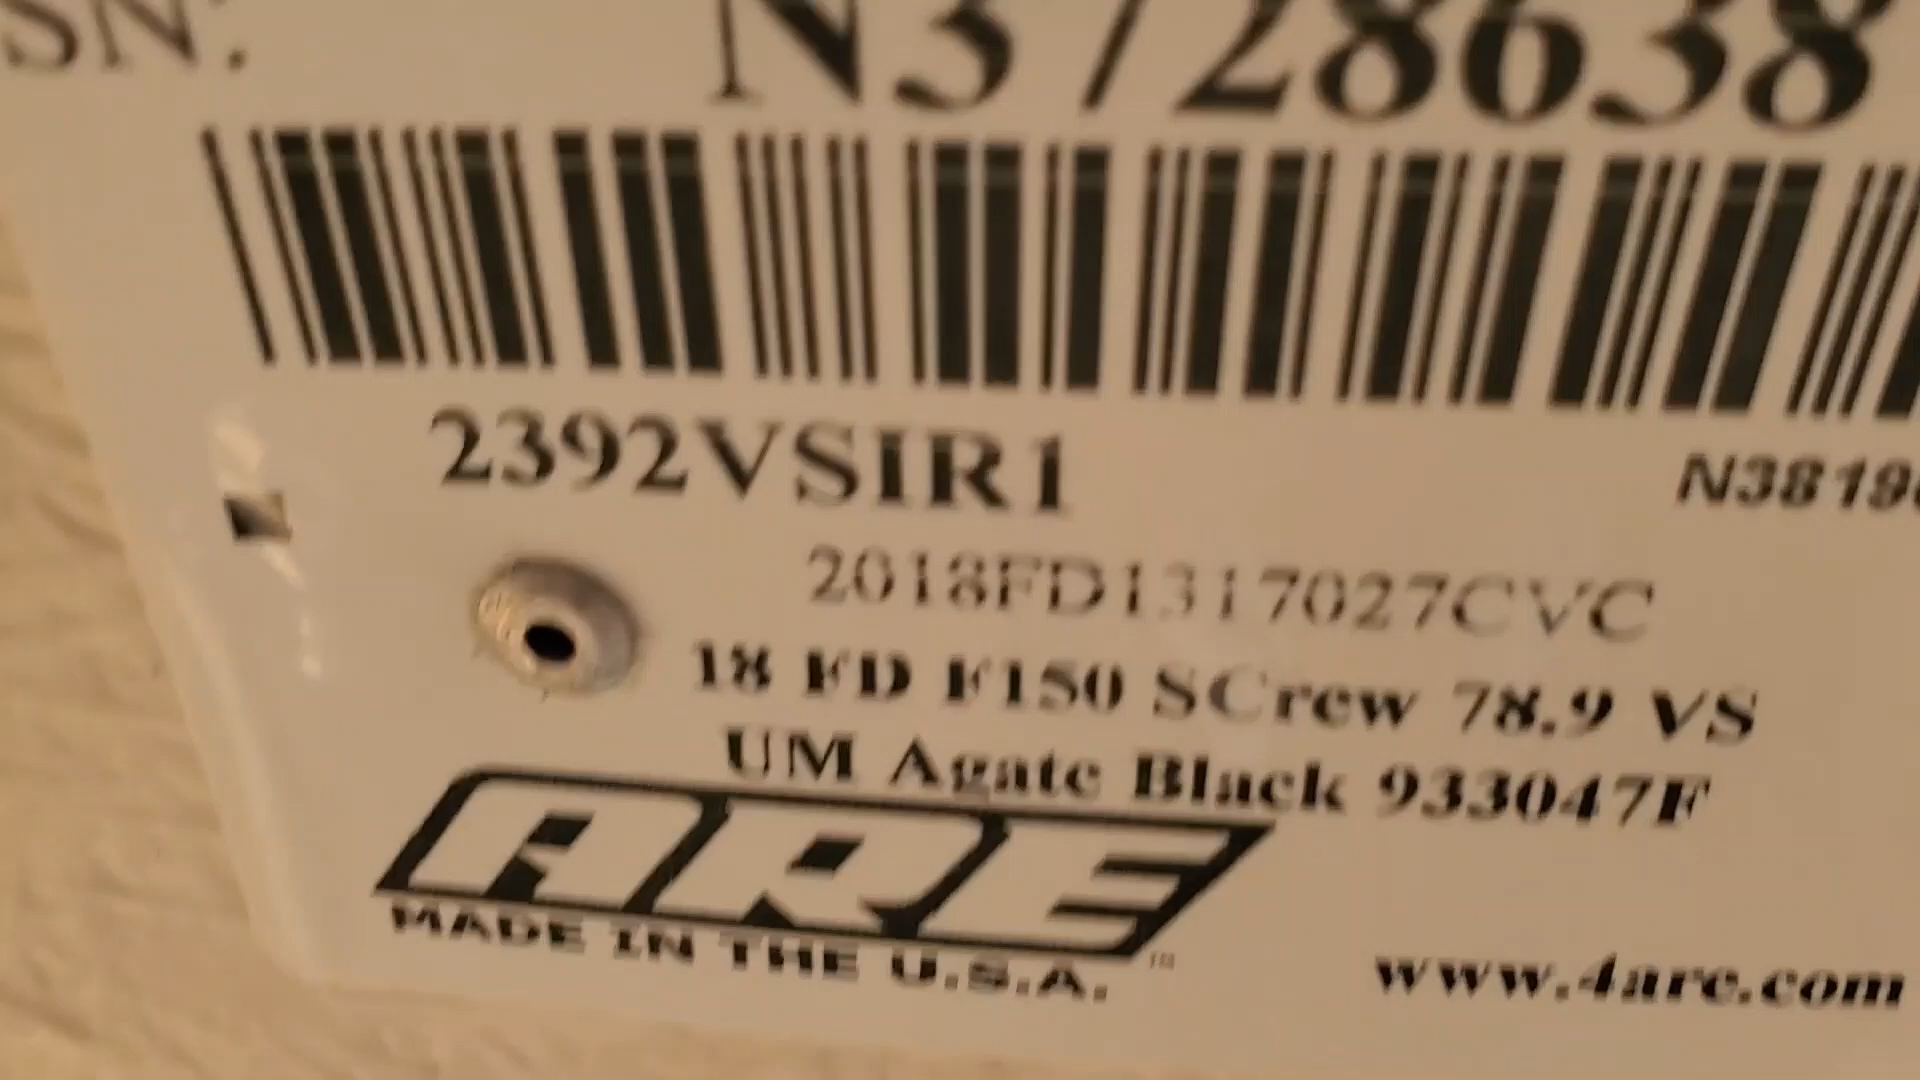 SN: N3728638
2392VSIR1
N3819
2018FD1317027CVC
18 FD F150 SCrew 78.9 VS
UM Agate Black 933047F
ARE
MADE IN THE U.S.A.
www.4are.com